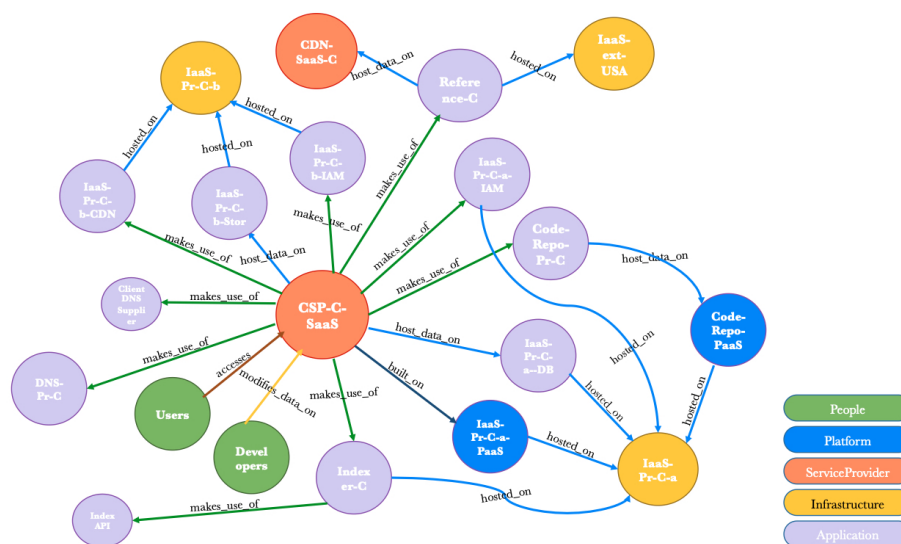 CDN-
SaaS-C
IaaS-
ext-
USA
IaaS-
Pr-C-b
host_data_on
hosted_on
Refere
nce-C
hosted_on
hosted_on
hosted_on
IaaS-
Pr-C-
b-IAM
makes_use_of
IaaS-
Pr-C-a-
IAM
IaaS-
Pr-C-
b-CDN
IaaS-
Pr-C-
b-Stor
makes_use_of
makes_use_of
host_data_on
makes_use_of
makes_use_of
Code-
Repo-
Pr-C
host_data_on
Client
DNS
Suppli
er
makes_use_of
CSP-C-
SaaS
Code-
Repo-
PaaS
makes_use_of
host_data_on
hosted_on
IaaS-
Pr-C-
a--DB
DNS-
Pr-C
accesses
modifies_data_on
makes_use_of
built_on
hosted_on
hosted_on
Users
Devel
opers
IaaS-
Pr-C-a-
PaaS
hosted_on
IaaS-
Pr-C-a
Index
er-C
hosted_on
makes_use_of
Index
API
People
Platform
ServiceProvider
Infrastructure
Application